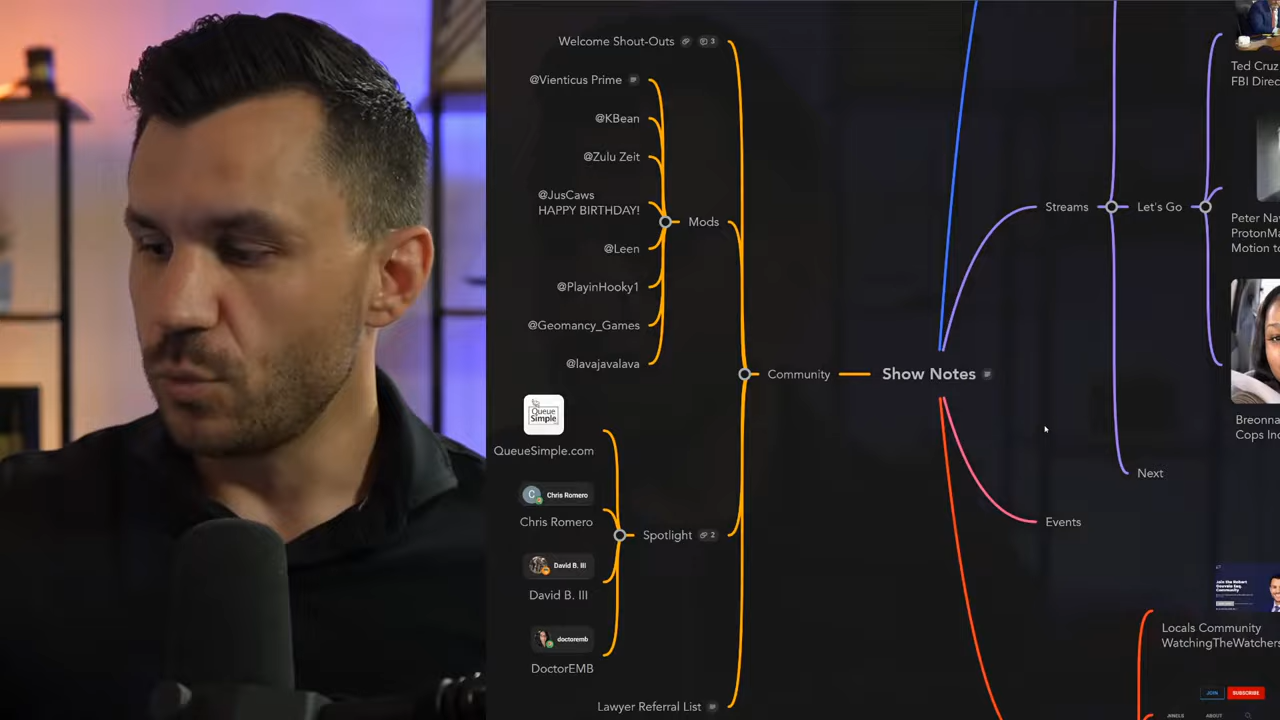 Welcome Shout-Outs
3
@Vienticus Prime
@KBean
@Zulu Zeit
@JusCaws
HAPPY BIRTHDAY!
@Leen
@PlayinHooky1
@Geomancy_Games
@lavajavalava
Mods
Queue
Simple
QueueSimple.com
C
Chris Romero
Chris Romero
David B. III
David B. III
doctoremb
DoctorEMB
Spotlight
2
Lawyer Referral List
Community
Show Notes
Streams
Let's Go
Next
Events
Ted Cruz
FBI Direc
Peter Nav
ProtonMa
Motion to
Breonna
Cops Inc
Locals Community
WatchingTheWatchers
JOIN
SUBSCRIBE
ABOUT